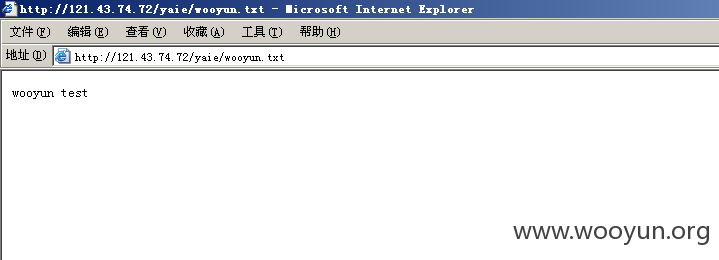 http://121.43.74.72/yaie/wooyun.txt - Microsoft Internet Explorer
文件(F) 编辑(E) 查看(V) 收藏(A) 工具(T) 帮助(H)
地址(D) http://121.43.74.72/yaie/wooyun.txt
wooyun test
www.wooyun.org